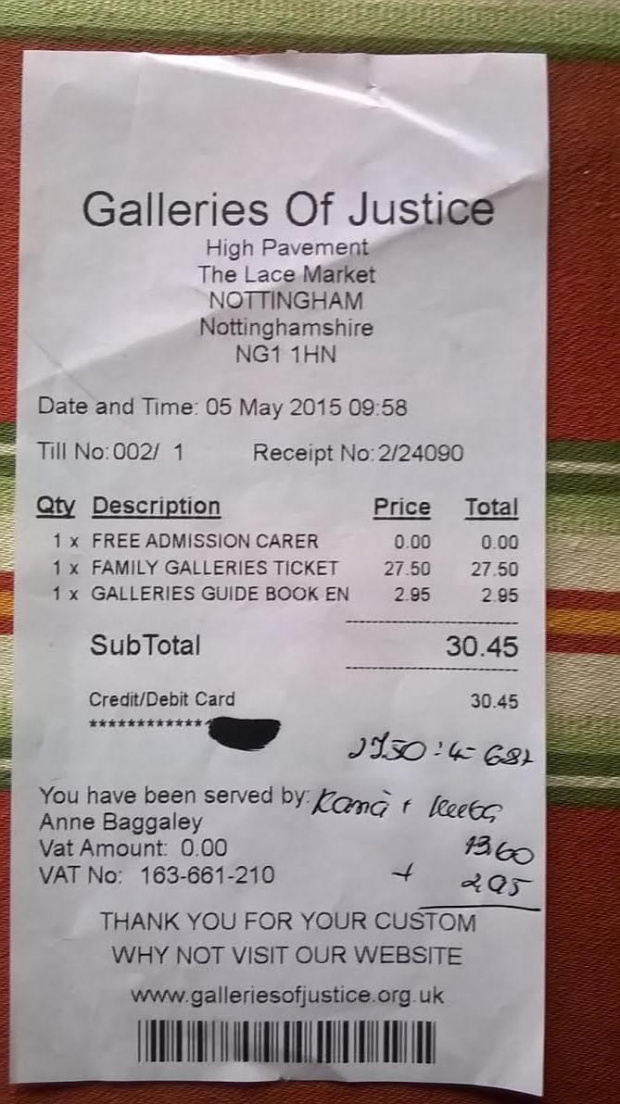 Galleries Of Justice
High Pavement
The Lace Market
NOTTINGHAM
Nottinghamshire
NG1 1HN
Date and Time: 05 May 2015 09:58
Till No:002/ 1 Receipt No:2/24090
Qty Description Price Total
1 x FREE ADMISSION CARER 0.00 0.00
1 x FAMILY GALLERIES TICKET 27.50 27.50
1 x GALLERIES GUIDE BOOK EN 2.95 2.95
SubTotal 30.45
Credit/Debit Card 30.45
************
2750:4=687
You have been served by:
Anne Baggaley
Vat Amount: 0.00 1360
VAT No: 163-661-210 + 295
THANK YOU FOR YOUR CUSTOM
WHY NOT VISIT OUR WEBSITE
www.galleriesofjustice.org.uk